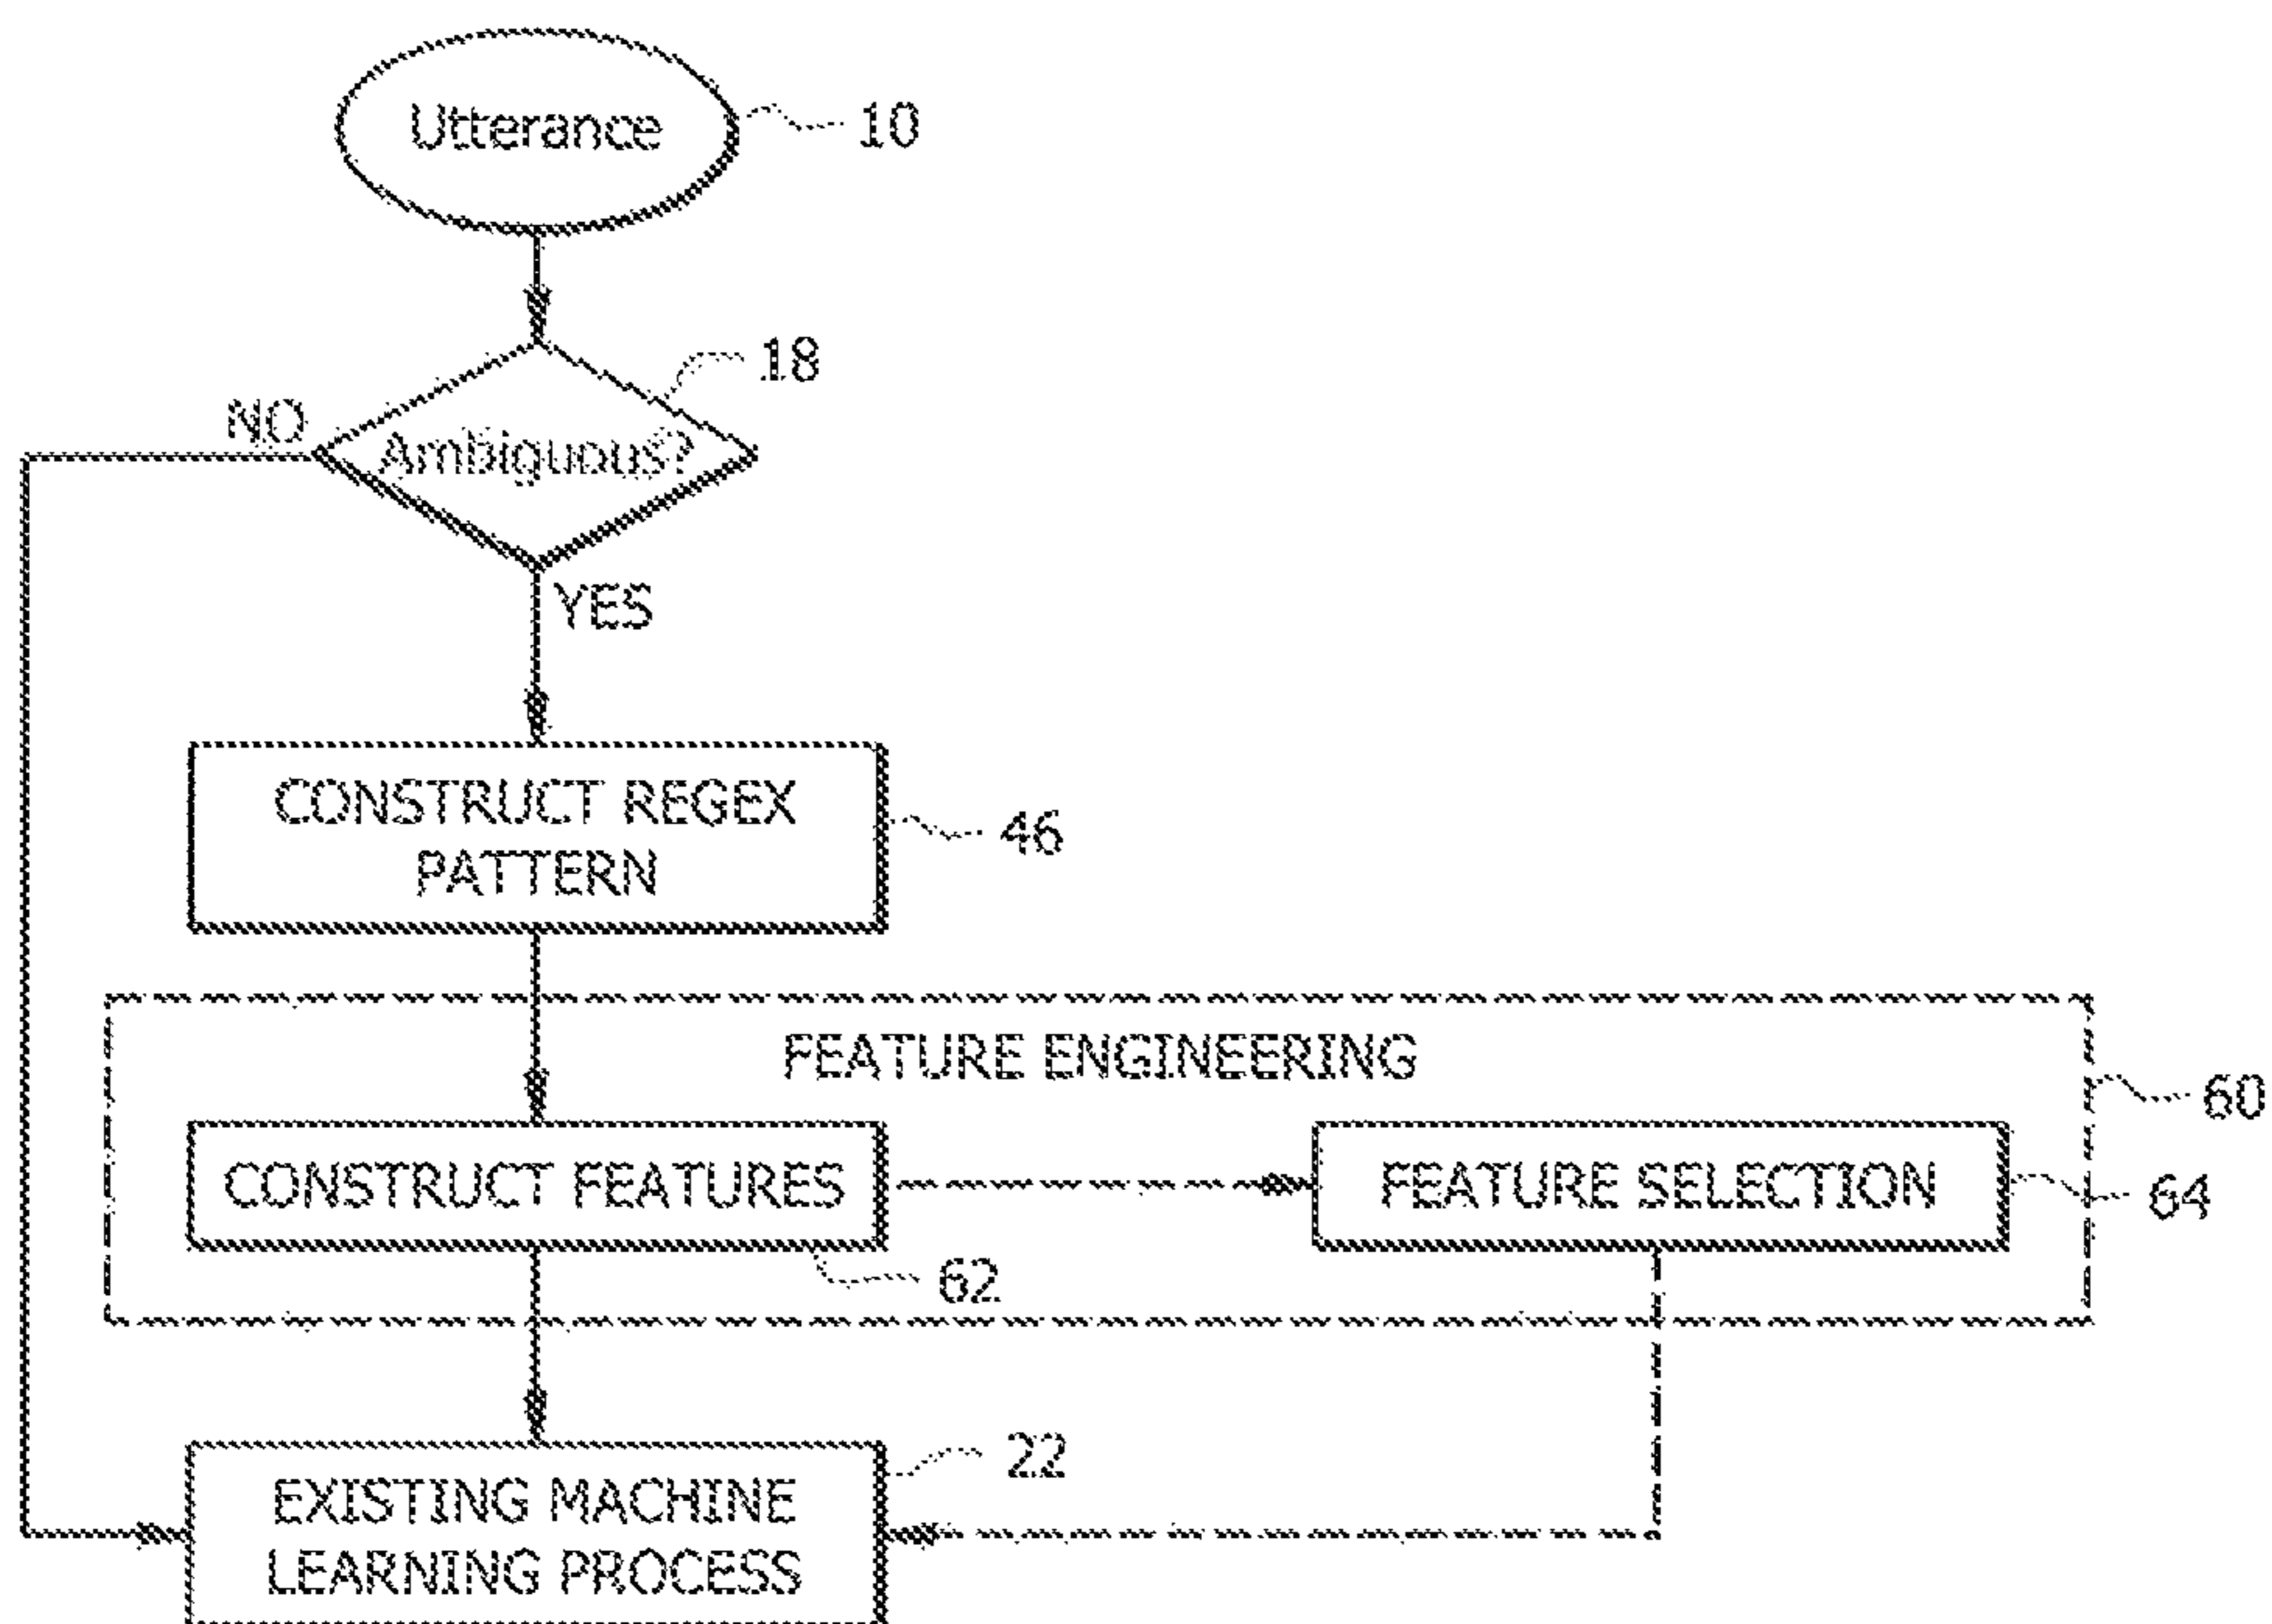 Utterance
10
18
NO
Ambiguous?
YES
CONSTRUCT REGEX
PATTERN
46
FEATURE ENGINEERING
60
CONSTRUCT FEATURES
FEATURE SELECTION
64
62
22
EXISTING MACHINE
LEARNING PROCESS